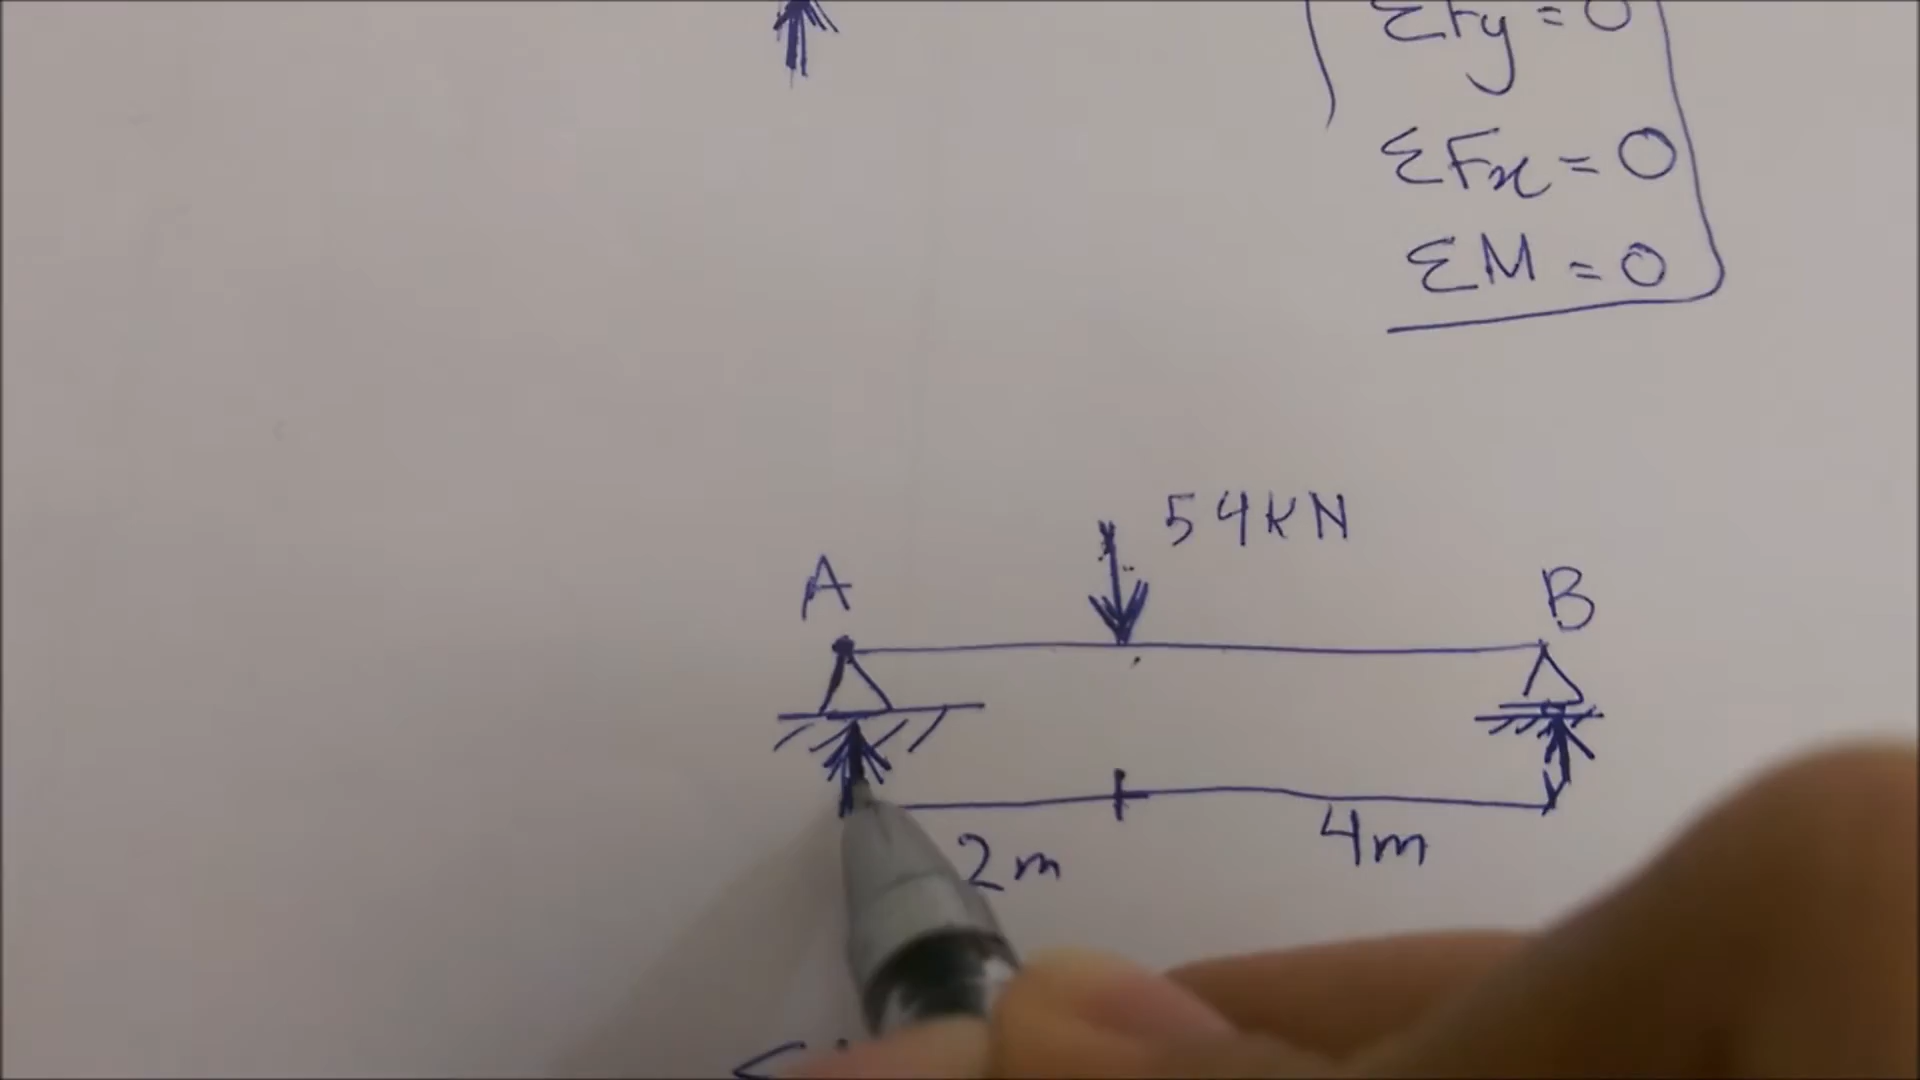 ΣFy = 0
ΣFx = 0
ΣM = 0
54KN
A
B
2m
4m